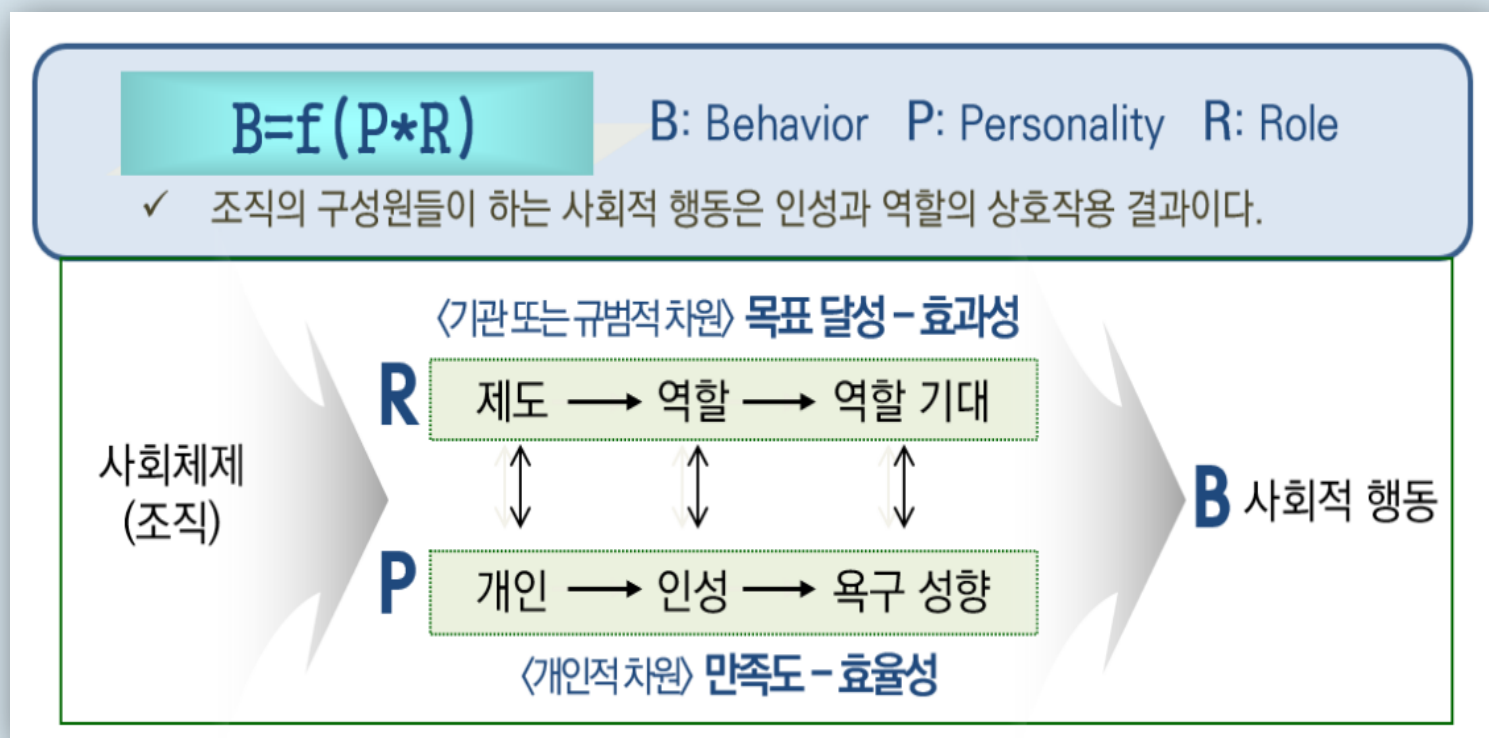 B=f(P*R) B: Behavior P: Personality R: Role
✓ 조직의 구성원들이 하는 사회적 행동은 인성과 역할의 상호작용 결과이다.
<기관 또는 규범적 차원> 목표 달성 – 효과성
R 제도 → 역할 → 역할 기대
사회체제
(조직)
B 사회적 행동
P 개인 → 인성 → 욕구 성향
<개인적 차원> 만족도 – 효율성